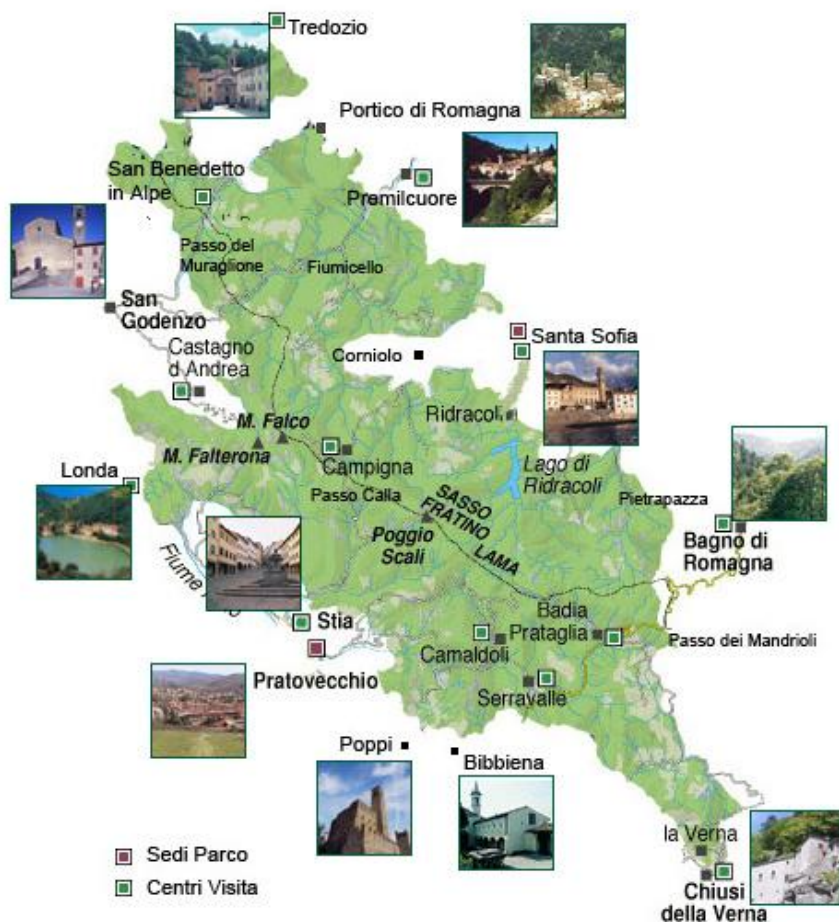 Tredozio
Portico di Romagna
San Benedetto
in Alpe
Premilcuore
Passo del
Muraglione
Fiumicello
San
Godenzo
Santa Sofia
Castagno
d Andrea
Corniolo
Ridracoli
M. Falco
M. Falterona
Campigna
Lago di
Ridracoli
Londa
Passo Calla
SASSO
FRATINO
LAMA
Pietrapazza
Poggio
Scali
Bagno di
Romagna
Fiume
Stia
Badia
Prataglia
Camaldoli
Passo dei Mandrioli
Pratovecchio
Serravalle
Poppi
Bibbiena
la Verna
Sedi Parco
Centri Visita
Chiusi
della Verna